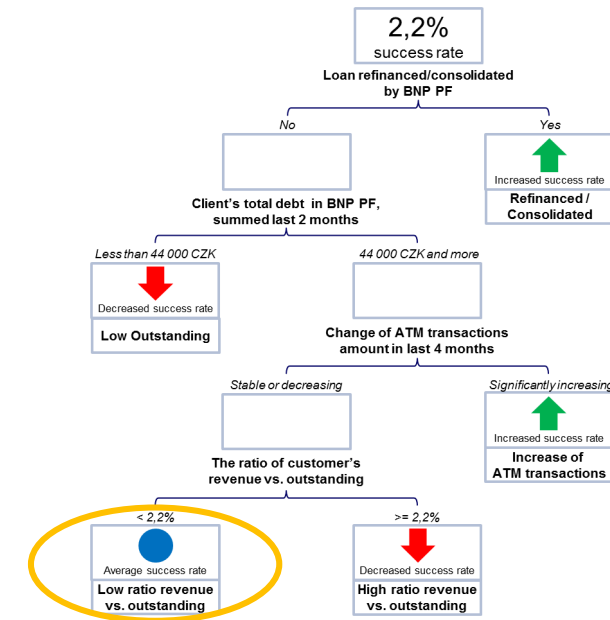 2,2%
success rate
Loan refinanced/consolidated
by BNP PF
No
Yes
Increased success rate
Refinanced /
Consolidated
Client's total debt in BNP PF,
summed last 2 months
Less than 44 000 CZK
44 000 CZK and more
Decreased success rate
Low Outstanding
Change of ATM transactions
amount in last 4 months
Stable or decreasing
Significantly increasing
Increased success rate
Increase of
ATM transactions
The ratio of customer's
revenue vs. outstanding
< 2,2%
>= 2,2%
Average success rate
Low ratio revenue
vs. outstanding
Decreased success rate
High ratio revenue
vs. outstanding